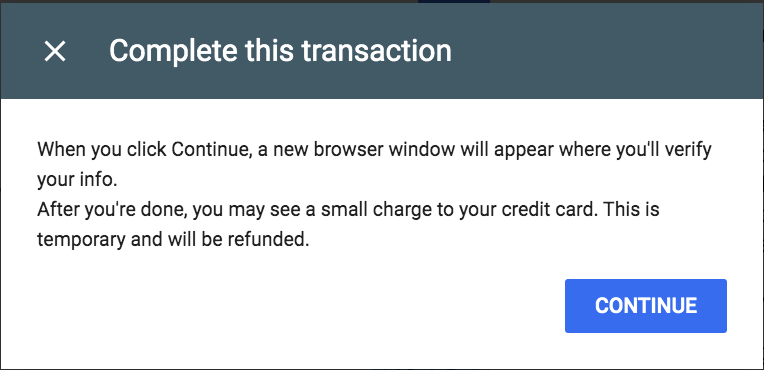 Complete this transaction
When you click Continue, a new browser window will appear where you'll verify
your info.
After you're done, you may see a small charge to your credit card. This is
temporary and will be refunded.
CONTINUE